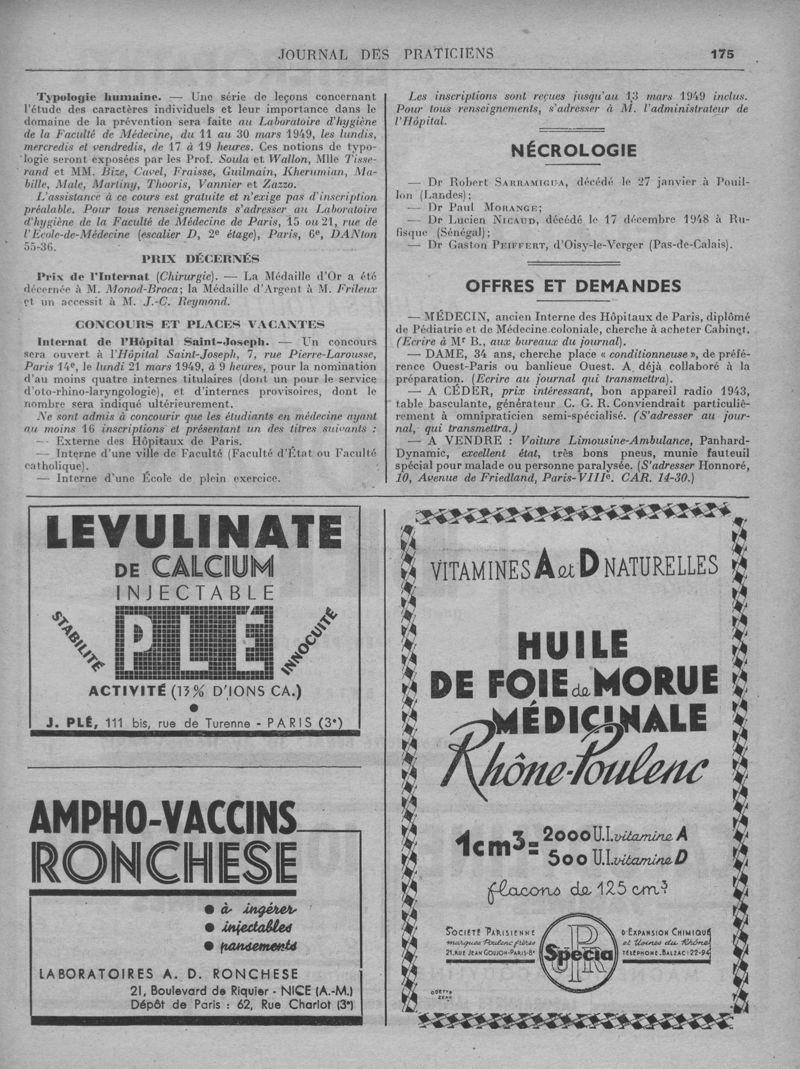 JOURNAL DES PRATICIENS 175
Typologie humaine. — Une série de leçons concernant
l'étude des caractères individuels et leur importance dans le
domaine de la prévention sera faite au Laboratoire d'hygiène
de la Faculté de Médecine, du 11 au 30 mars 1949, les lundis,
mercredis et vendredis, de 17 à 19 heures. Ces notions de typo-
logie seront exposées par les Prof. Soula et Wallon, Mlle Tisse-
rand et MM. Bize, Cavel, Fraisse, Guilmain, Kherumian, Ma-
bille, Male, Martiny, Thooris, Vannier et Zazzo.
L'assistance à ce cours est gratuite et n'exige pas d'inscription
préalable. Pour tous renseignements s'adresser au Laboratoire
d'hygiène de la Faculté de Médecine de Paris, 15 ou 21, rue de
l'Ecole-de-Médecine (escalier D, 2e étage), Paris, 6e, DANton
55-36.
PRIX DÉCERNÉS
Prix de l'Internat (Chirurgie). — La Médaille d'Or a été
décernée à M. Monod-Broca; la Médaille d'Argent à M. Frileux
et un accessit à M. J.-C. Reymond.
CONCOURS ET PLACES VACANTES
Internat de l'Hôpital Saint-Joseph. — Un concours
sera ouvert à l'Hôpital Saint-Joseph, 7, rue Pierre-Larousse,
Paris 14e, le lundi 21 mars 1949, à 9 heures, pour la nomination
d'au moins quatre internes titulaires (dont un pour le service
d'oto-rhino-laryngologie), et d'internes provisoires, dont le
nombre sera indiqué ultérieurement.
Ne sont admis à concourir que les étudiants en médecine ayant
au moins 16 inscriptions et présentant un des titres suivants :
— Externe des Hôpitaux de Paris.
— Interne d'une ville de Faculté (Faculté d'État ou Faculté
catholique).
— Interne d'une École de plein exercice.
Les inscriptions sont reçues jusqu'au 13 mars 1949 inclus.
Pour tous renseignements, s'adresser à M. l'administrateur de
l'Hôpital.
NÉCROLOGIE
— Dr Robert SARRAMIGUA, décédé le 27 janvier à Pouil-
lon (Landes);
— Dr Paul MORANGE;
— Dr Lucien NICAUD, décédé le 17 décembre 1948 à Ru-
fisque (Sénégal);
— Dr Gaston PEIFFERT, d'Oisy-le-Verger (Pas-de-Calais).
OFFRES ET DEMANDES
— MÉDECIN, ancien Interne des Hôpitaux de Paris, diplômé
de Pédiatrie et de Médecine coloniale, cherche à acheter Cabinet.
(Ecrire à Mr B., aux bureaux du journal).
— DAME, 34 ans, cherche place « conditionneuse », de préfé-
rence Ouest-Paris ou banlieue Ouest. A déjà collaboré à la
préparation. (Ecrire au journal qui transmettra).
— A CÉDER, prix intéressant, bon appareil radio 1943,
table basculante, générateur C. G. R. Conviendrait particuliè-
rement à omnipraticien semi-spécialisé. (S'adresser au jour-
nal, qui transmettra.)
— A VENDRE : Voiture Limousine-Ambulance, Panhard-
Dynamic, excellent état, très bons pneus, munie fauteuil
spécial pour malade ou personne paralysée. (S'adresser Honnoré,
10, Avenue de Friedland, Paris-VIIIe. CAR. 14-30.)
LEVULINATE
DE CALCIUM
INJECTABLE
STABILITÉ
PLÉ
INNOCUITÉ
ACTIVITÉ (13% D'IONS CA.)
J. PLÉ, 111 bis, rue de Turenne - PARIS (3e)
AMPHO-VACCINS
RONCHESE
● à ingérer
● injectables
● pansements
LABORATOIRES A. D. RONCHESE
21, Boulevard de Riquier - NICE (A.-M.)
Dépôt de Paris : 62, Rue Charlot (3e)
VITAMINES A et D NATURELLES
HUILE
DE FOIE de MORUE
MÉDICINALE
Rhône-Poulenc
1cm3 = 2000 U.I. vitamine A
500 U.I. vitamine D
flacons de 125 cm3
SOCIÉTÉ PARISIENNE D'EXPANSION CHIMIQUE
marques Poulenc frères et Usines du Rhône
21, RUE JEAN GOUJON-PARIS-8e TÉLÉPHONE. BALZAC: 22-94
Specia